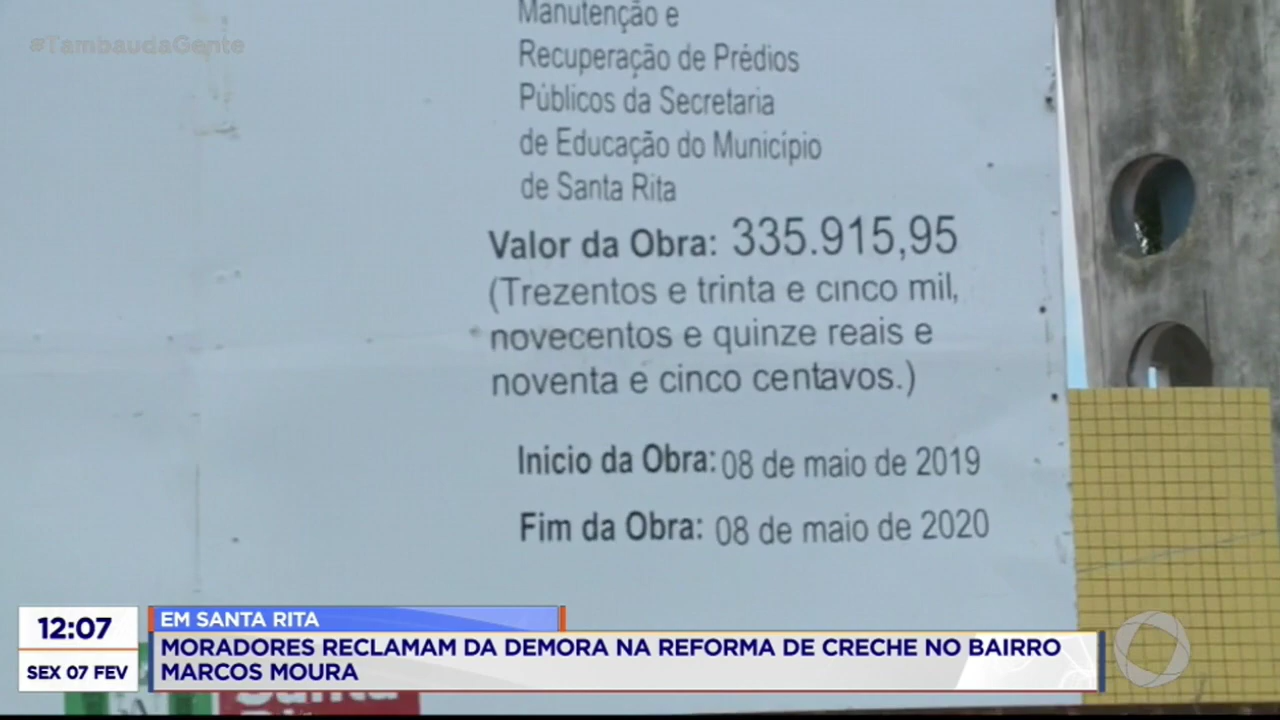 #TambaudaGente
Manutenção e
Recuperação de Prédios
Públicos da Secretaria
de Educação do Município
de Santa Rita
Valor da Obra: 335.915,95
(Trezentos e trinta e cinco mil,
novecentos e quinze reais e
noventa e cinco centavos.)
Inicio da Obra: 08 de maio de 2019
Fim da Obra: 08 de maio de 2020
12:07
SEX 07 FEV
EM SANTA RITA
MORADORES RECLAMAM DA DEMORA NA REFORMA DE CRECHE NO BAIRRO
MARCOS MOURA